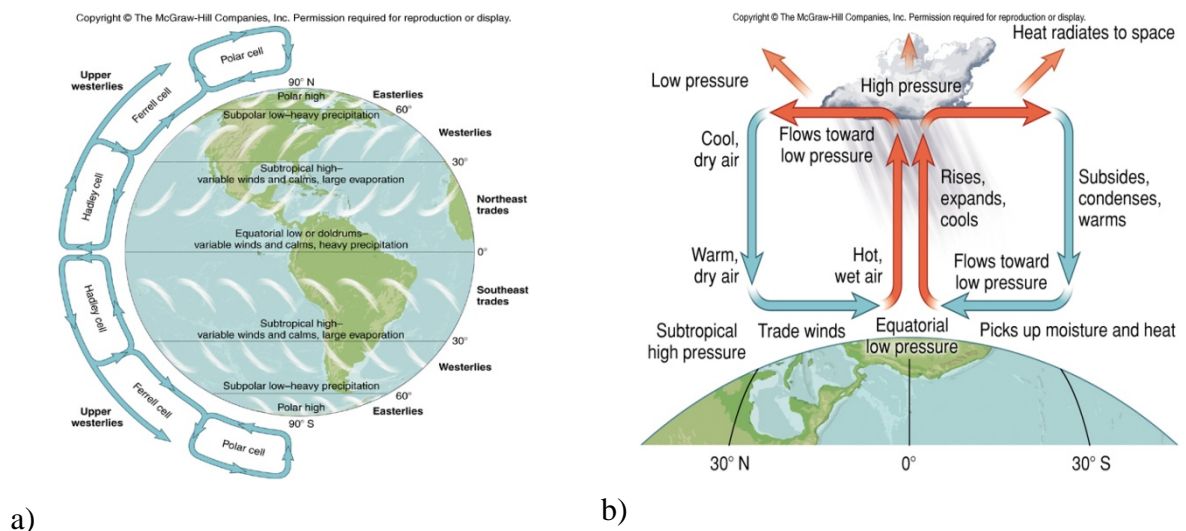 Copyright © The McGraw-Hill Companies, Inc. Permission required for reproduction or display.
Polar cell
Upper
westerlies
Ferrell cell
Hadley cell
Hadley cell
Ferrell cell
Upper
westerlies
Polar cell
90° N
Polar high
Easterlies
60°
Subpolar low–heavy precipitation
Westerlies
30°
Subtropical high–
variable winds and calms, large evaporation
Northeast
trades
Equatorial low or doldrums–
variable winds and calms, heavy precipitation
0°
Southeast
trades
Subtropical high–
variable winds and calms, large evaporation
30°
Westerlies
Subpolar low–heavy precipitation
60°
Polar high
Easterlies
90° S
a)
Copyright © The McGraw-Hill Companies, Inc. Permission required for reproduction or display.
Heat radiates to space
Low pressure
High pressure
Cool,
dry air
Flows toward
low pressure
Rises,
expands,
cools
Subsides,
condenses,
warms
Warm,
dry air
Hot,
wet air
Flows toward
low pressure
Subtropical
high pressure
Trade winds
Equatorial
low pressure
Picks up moisture and heat
30° N
0°
30° S
b)